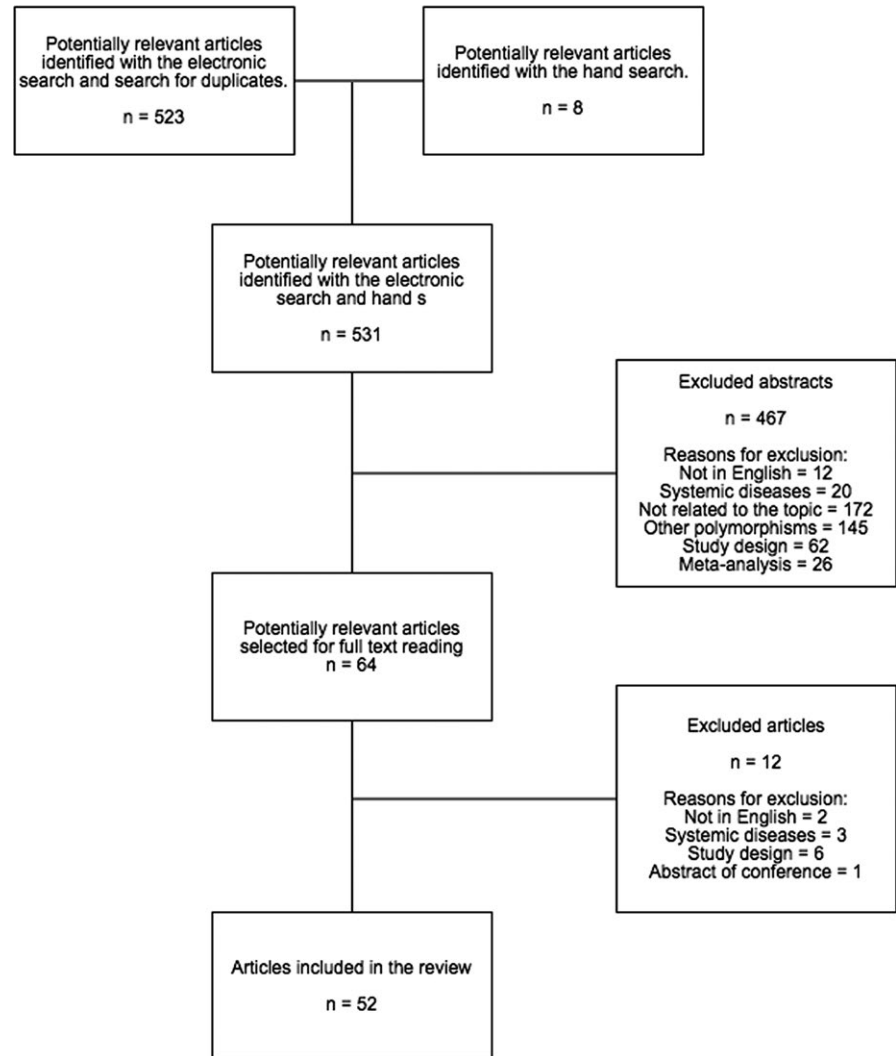 Potentially relevant articles
identified with the electronic
search and search for duplicates.
n = 523
Potentially relevant articles
identified with the hand search.
n = 8
Potentially relevant articles
identified with the electronic
search and hand s
n = 531
Excluded abstracts
n = 467
Reasons for exclusion:
Not in English = 12
Systemic diseases = 20
Not related to the topic = 172
Other polymorphisms = 145
Study design = 62
Meta-analysis = 26
Potentially relevant articles
selected for full text reading
n = 64
Excluded articles
n = 12
Reasons for exclusion:
Not in English = 2
Systemic diseases = 3
Study design = 6
Abstract of conference = 1
Articles included in the review
n = 52